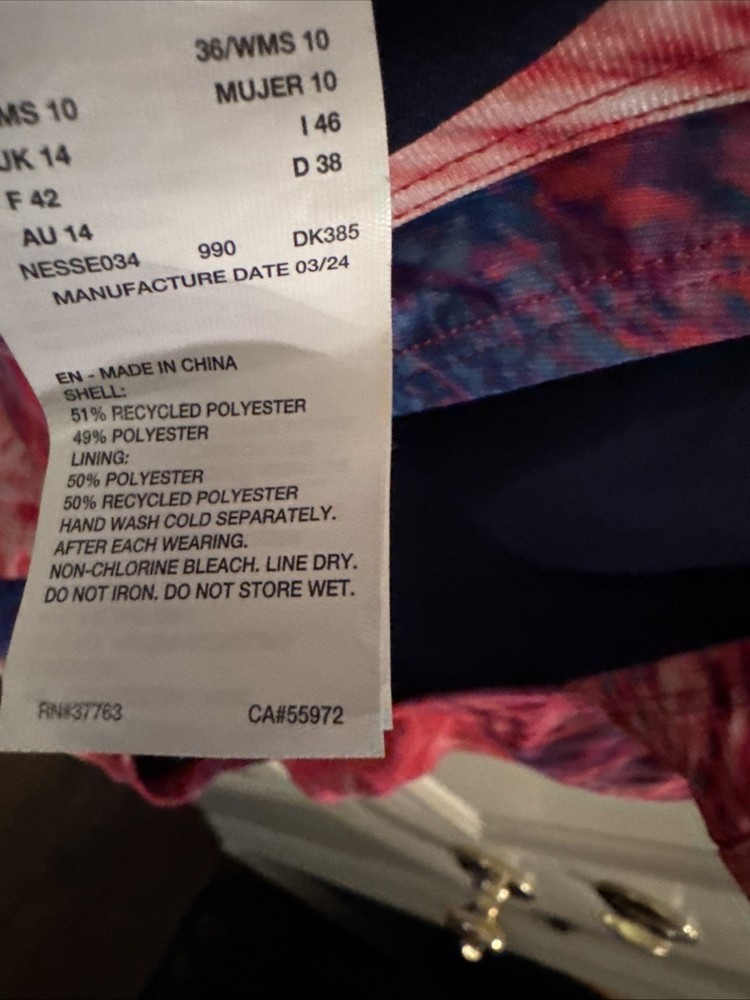 36/WMS 10
MS 10 MUJER 10
UK 14 I 46
F 42 D 38
AU 14
NESSE034 990 DK385
MANUFACTURE DATE 03/24
EN - MADE IN CHINA
SHELL:
51% RECYCLED POLYESTER
49% POLYESTER
LINING:
50% POLYESTER
50% RECYCLED POLYESTER
HAND WASH COLD SEPARATELY.
AFTER EACH WEARING.
NON-CHLORINE BLEACH. LINE DRY.
DO NOT IRON. DO NOT STORE WET.
RN#37763 CA#55972